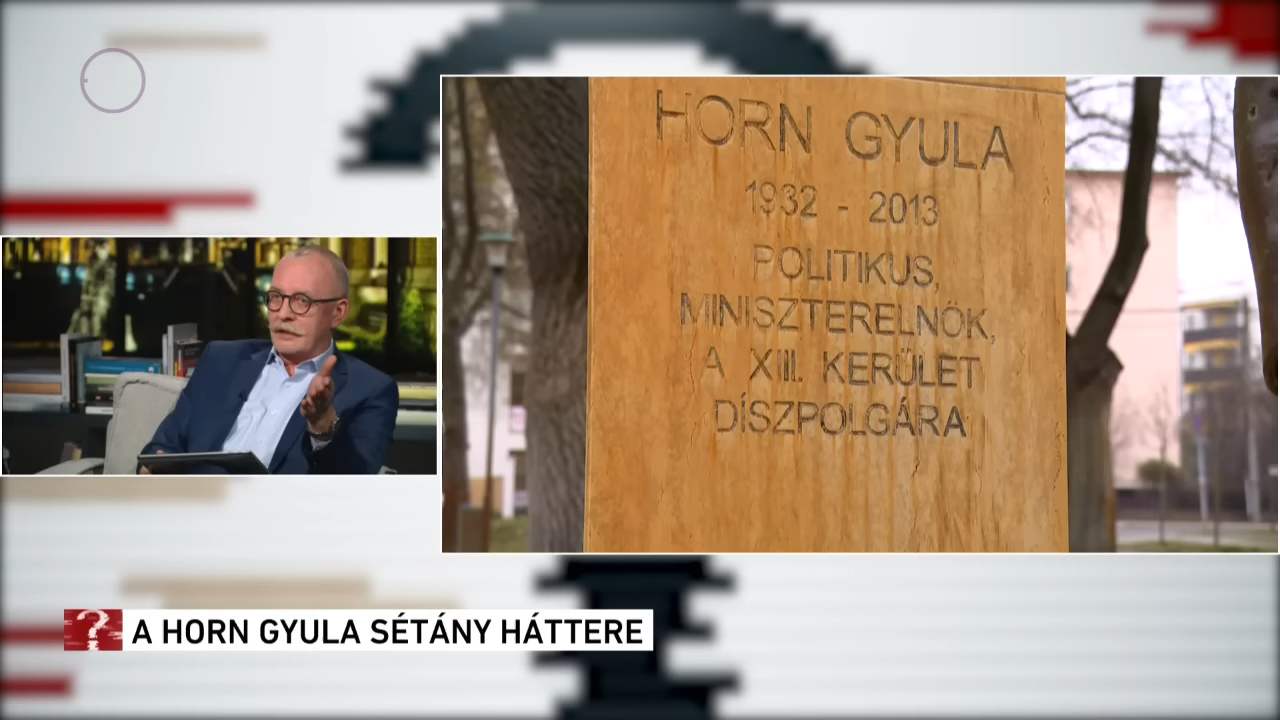 HORN GYULA
1932 - 2013
POLITIKUS,
MINISZTERELNÖK,
A XIII. KERÜLET
DÍSZPOLGÁRA
? A HORN GYULA SÉTÁNY HÁTTERE